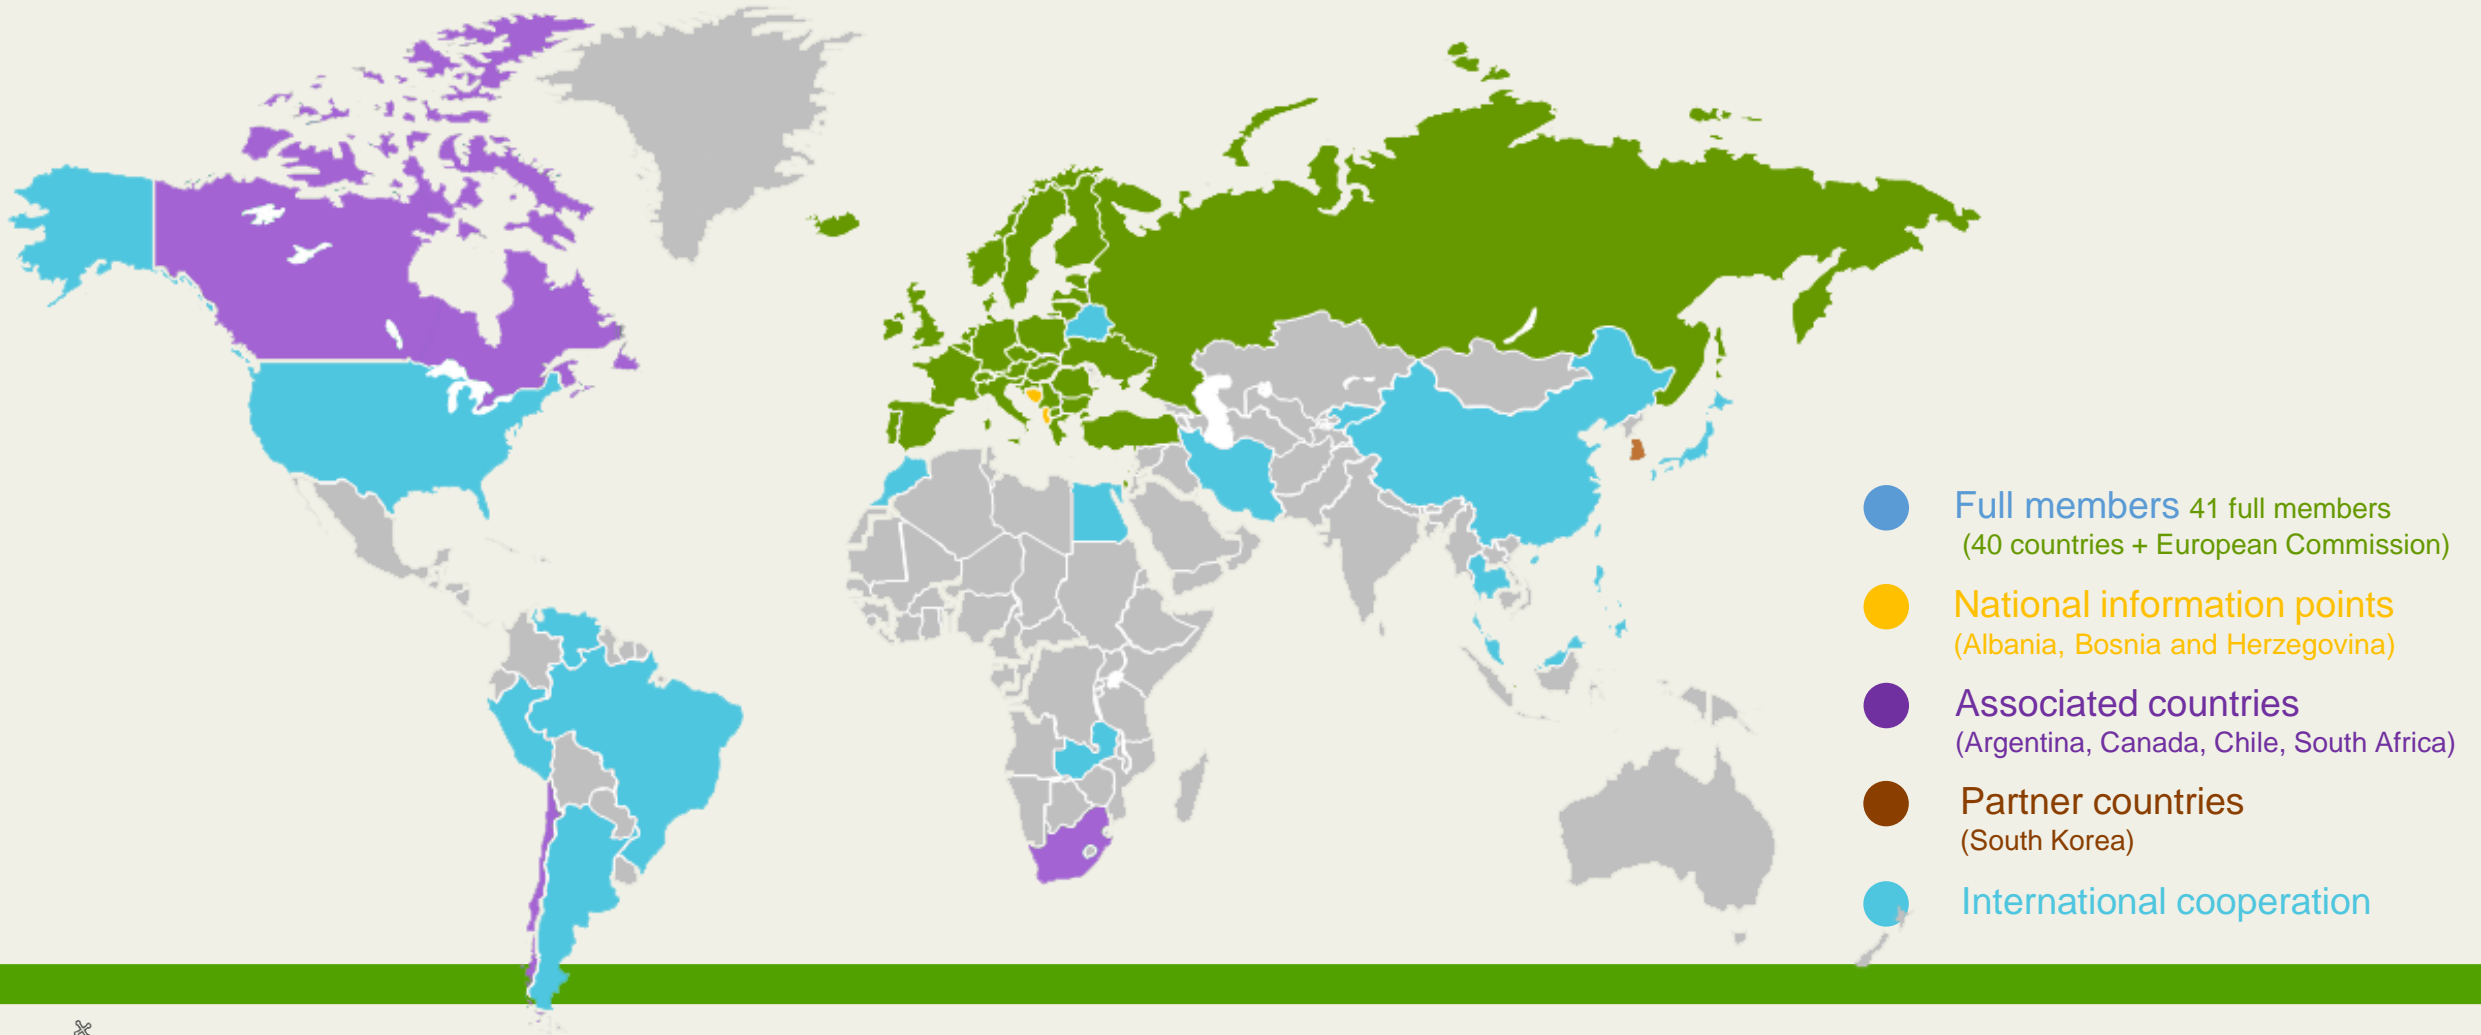 Full members 41 full members
(40 countries + European Commission)
National information points
(Albania, Bosnia and Herzegovina)
Associated countries
(Argentina, Canada, Chile, South Africa)
Partner countries
(South Korea)
International cooperation